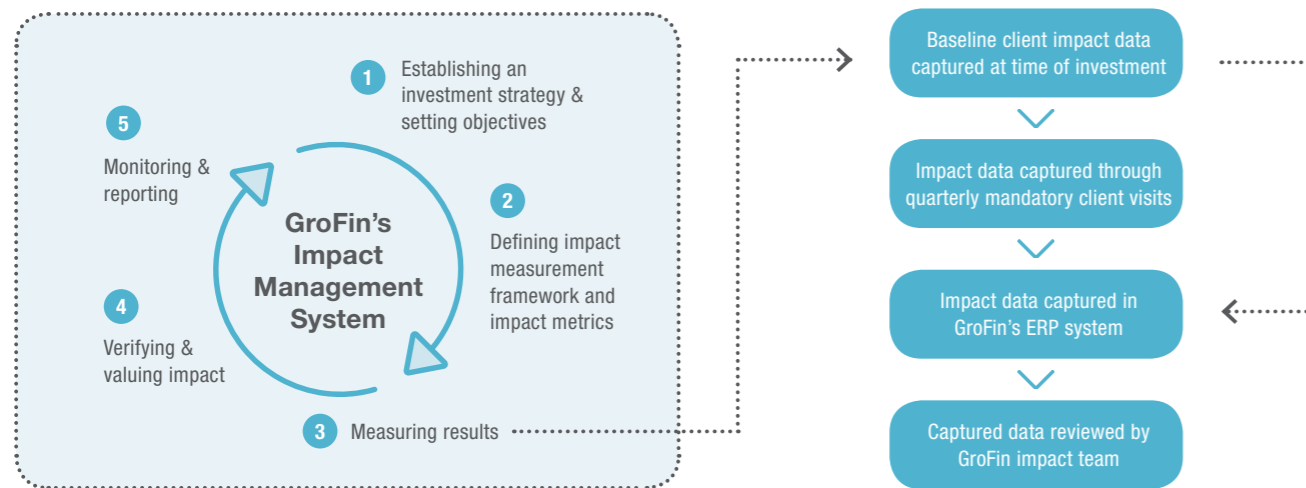 1
Establishing an
investment strategy &
setting objectives
2
Defining impact
measurement
framework and
impact metrics
3
Measuring results
4
Verifying &
valuing impact
5
Monitoring &
reporting
GroFin’s
Impact
Management
System
Baseline client impact data
captured at time of investment
Impact data captured through
quarterly mandatory client visits
Impact data captured in
GroFin’s ERP system
Captured data reviewed by
GroFin impact team